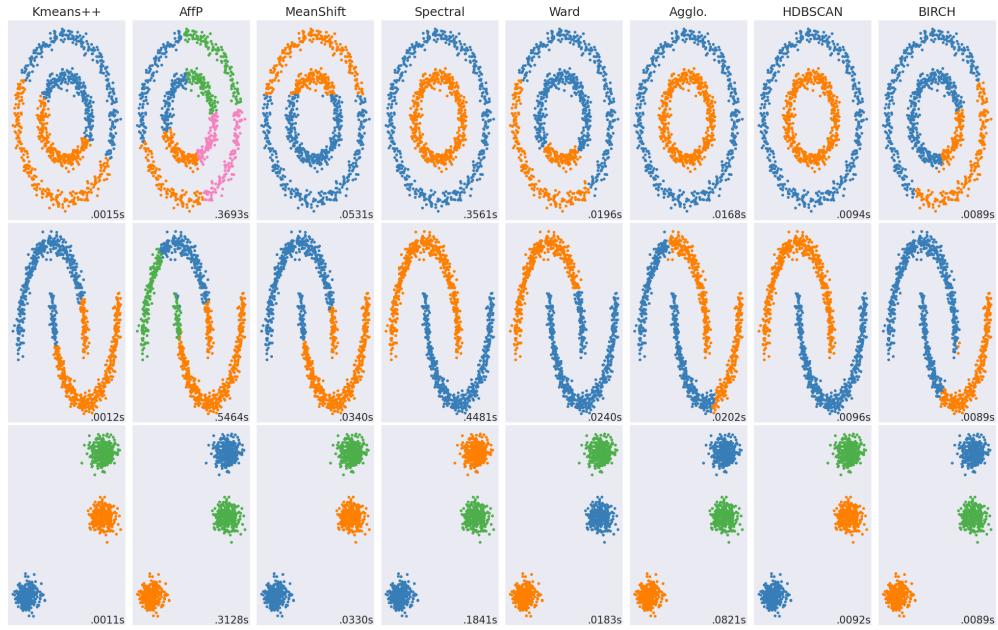 Kmeans++ AffP MeanShift Spectral Ward Agglo. HDBSCAN BIRCH
.0015s .3693s .0531s .3561s .0196s .0168s .0094s .0089s
.0012s .5464s .0340s .4481s .0240s .0202s .0096s .0089s
.0011s .3128s .0330s .1841s .0183s .0821s .0092s .0089s